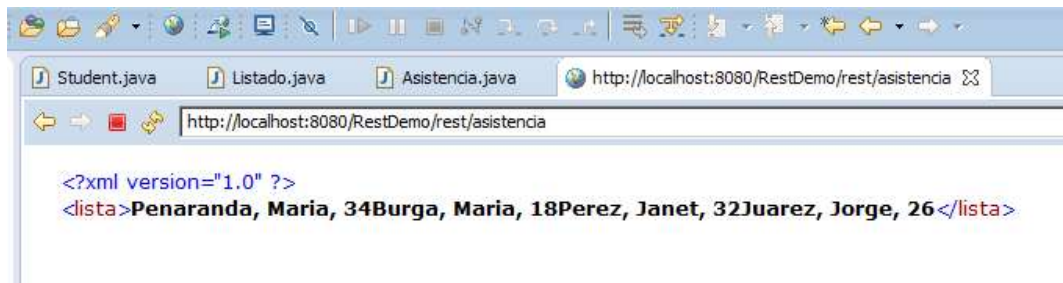 Student.java Listado.java Asistencia.java http://localhost:8080/RestDemo/rest/asistencia
http://localhost:8080/RestDemo/rest/asistencia
<?xml version="1.0" ?>
<lista>Penaranda, Maria, 34Burga, Maria, 18Perez, Janet, 32Juarez, Jorge, 26</lista>